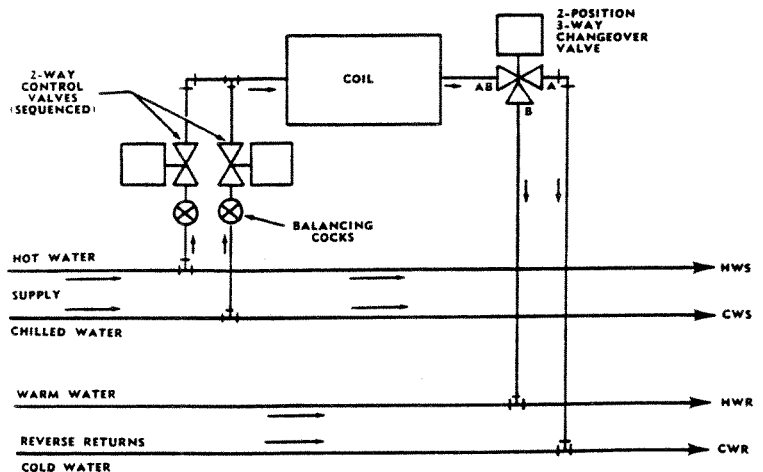 2-POSITION
3-WAY
CHANGEOVER
VALVE
2-WAY
CONTROL
VALVES
(SEQUENCED)
COIL
AB
A
B
BALANCING
COCKS
HOT WATER
HWS
SUPPLY
CHILLED WATER
CWS
WARM WATER
HWR
REVERSE RETURNS
COLD WATER
CWR